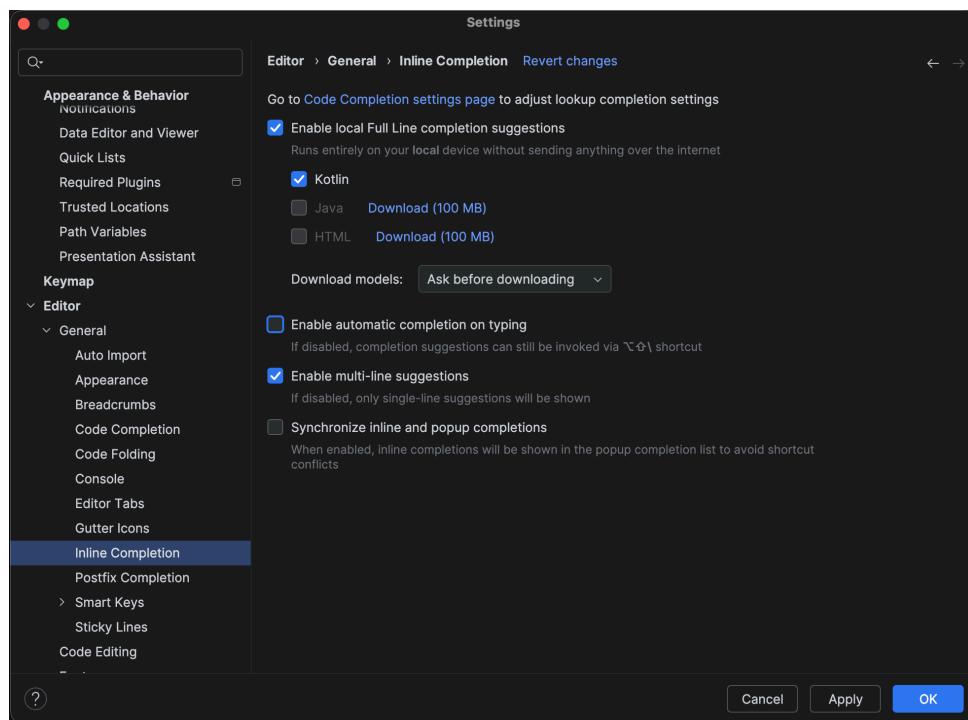 Settings
Appearance & Behavior
Notifications
Data Editor and Viewer
Quick Lists
Required Plugins
Trusted Locations
Path Variables
Presentation Assistant
Keymap
Editor
General
Auto Import
Appearance
Breadcrumbs
Code Completion
Code Folding
Console
Editor Tabs
Gutter Icons
Inline Completion
Postfix Completion
Smart Keys
Sticky Lines
Code Editing
Editor › General › Inline Completion Revert changes
Go to Code Completion settings page to adjust lookup completion settings
Enable local Full Line completion suggestions
Runs entirely on your local device without sending anything over the internet
Kotlin
Java Download (100 MB)
HTML Download (100 MB)
Download models: Ask before downloading
Enable automatic completion on typing
If disabled, completion suggestions can still be invoked via ⌥⇧\ shortcut
Enable multi-line suggestions
If disabled, only single-line suggestions will be shown
Synchronize inline and popup completions
When enabled, inline completions will be shown in the popup completion list to avoid shortcut
conflicts
? Cancel Apply OK